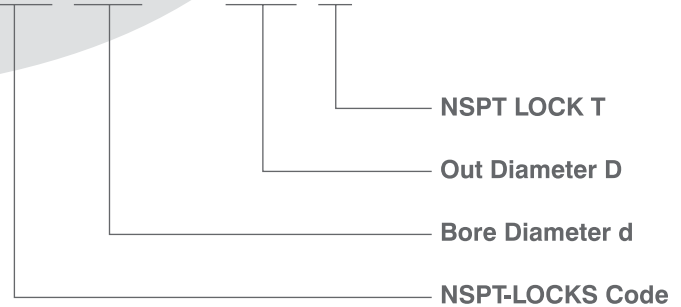 NSPT LOCK T
Out Diameter D
Bore Diameter d
NSPT-LOCKS Code